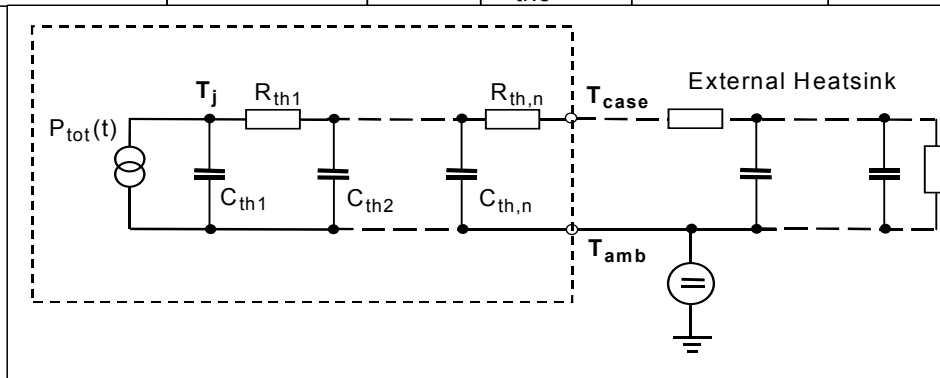 External Heatsink
T_j
R_th1
R_th,n
T_case
P_tot(t)
C_th1
C_th2
C_th,n
T_amb